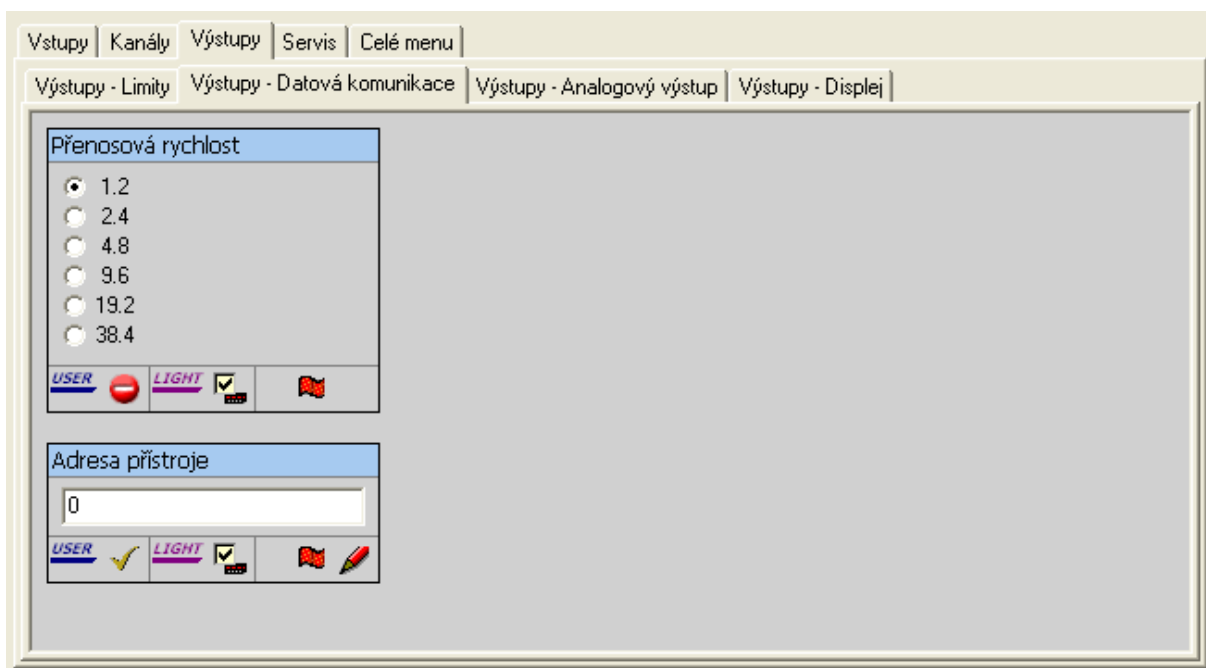 Vstupy Kanály Výstupy Servis Celé menu
Výstupy - Limity Výstupy - Datová komunikace Výstupy - Analogový výstup Výstupy - Displej
Přenosová rychlost
1.2
2.4
4.8
9.6
19.2
38.4
USER LIGHT
Adresa přístroje
0
USER LIGHT